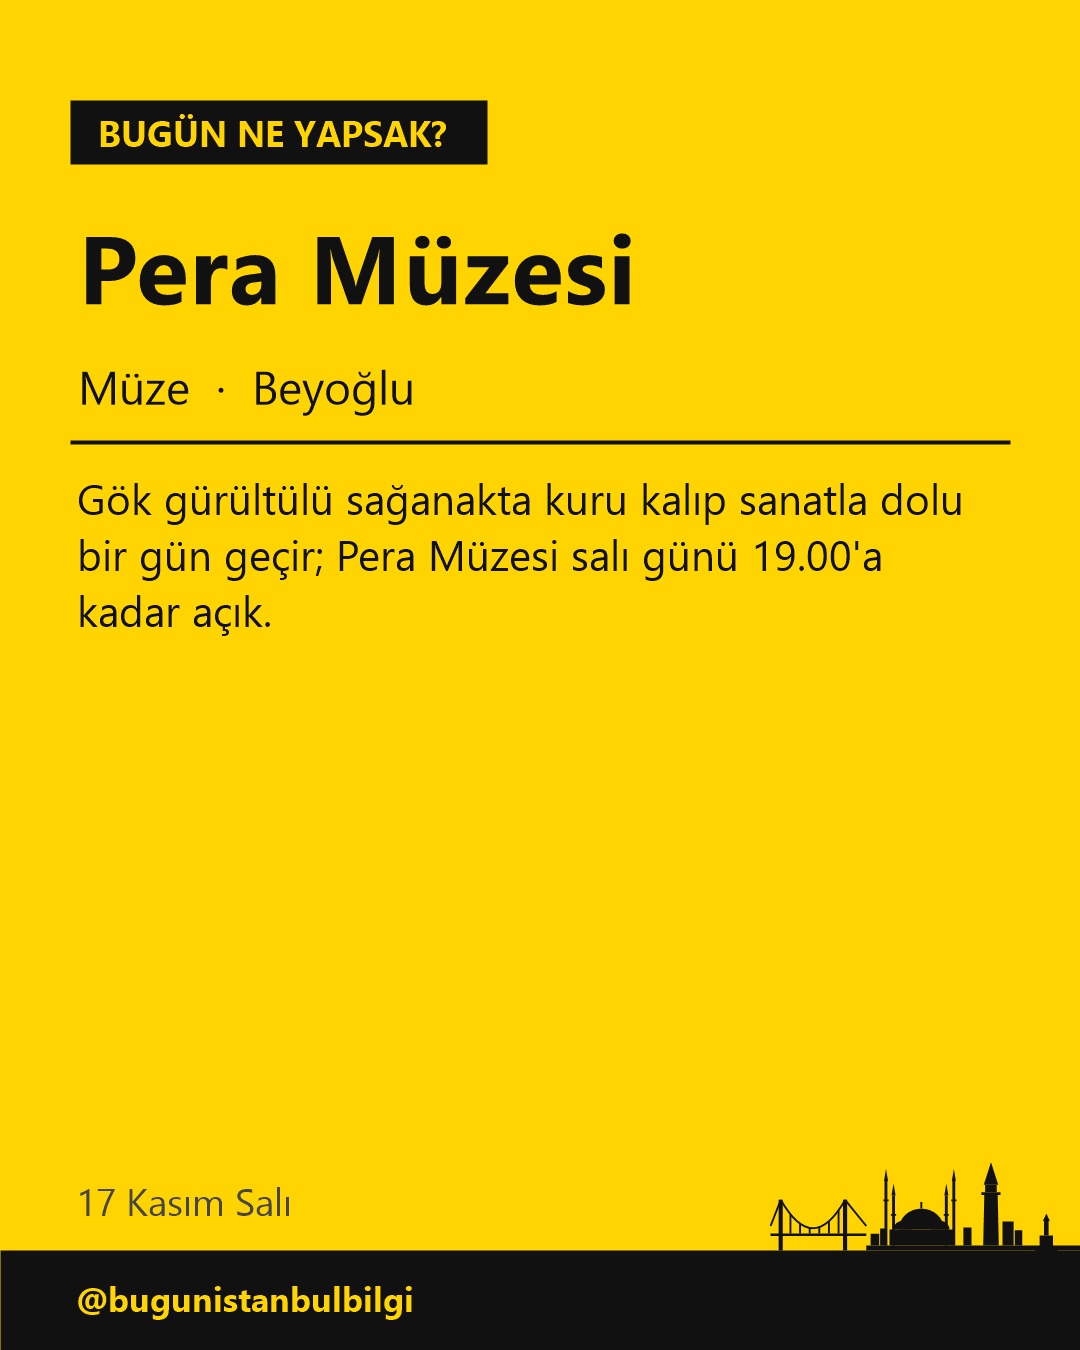 BUGÜN NE YAPSAK?
Pera Müzesi
Müze · Beyoğlu
Gök gürültülü sağanakta kuru kalıp sanatla dolu
bir gün geçir; Pera Müzesi salı günü 19.00'a
kadar açık.
17 Kasım Salı
@bugunistanbulbilgi